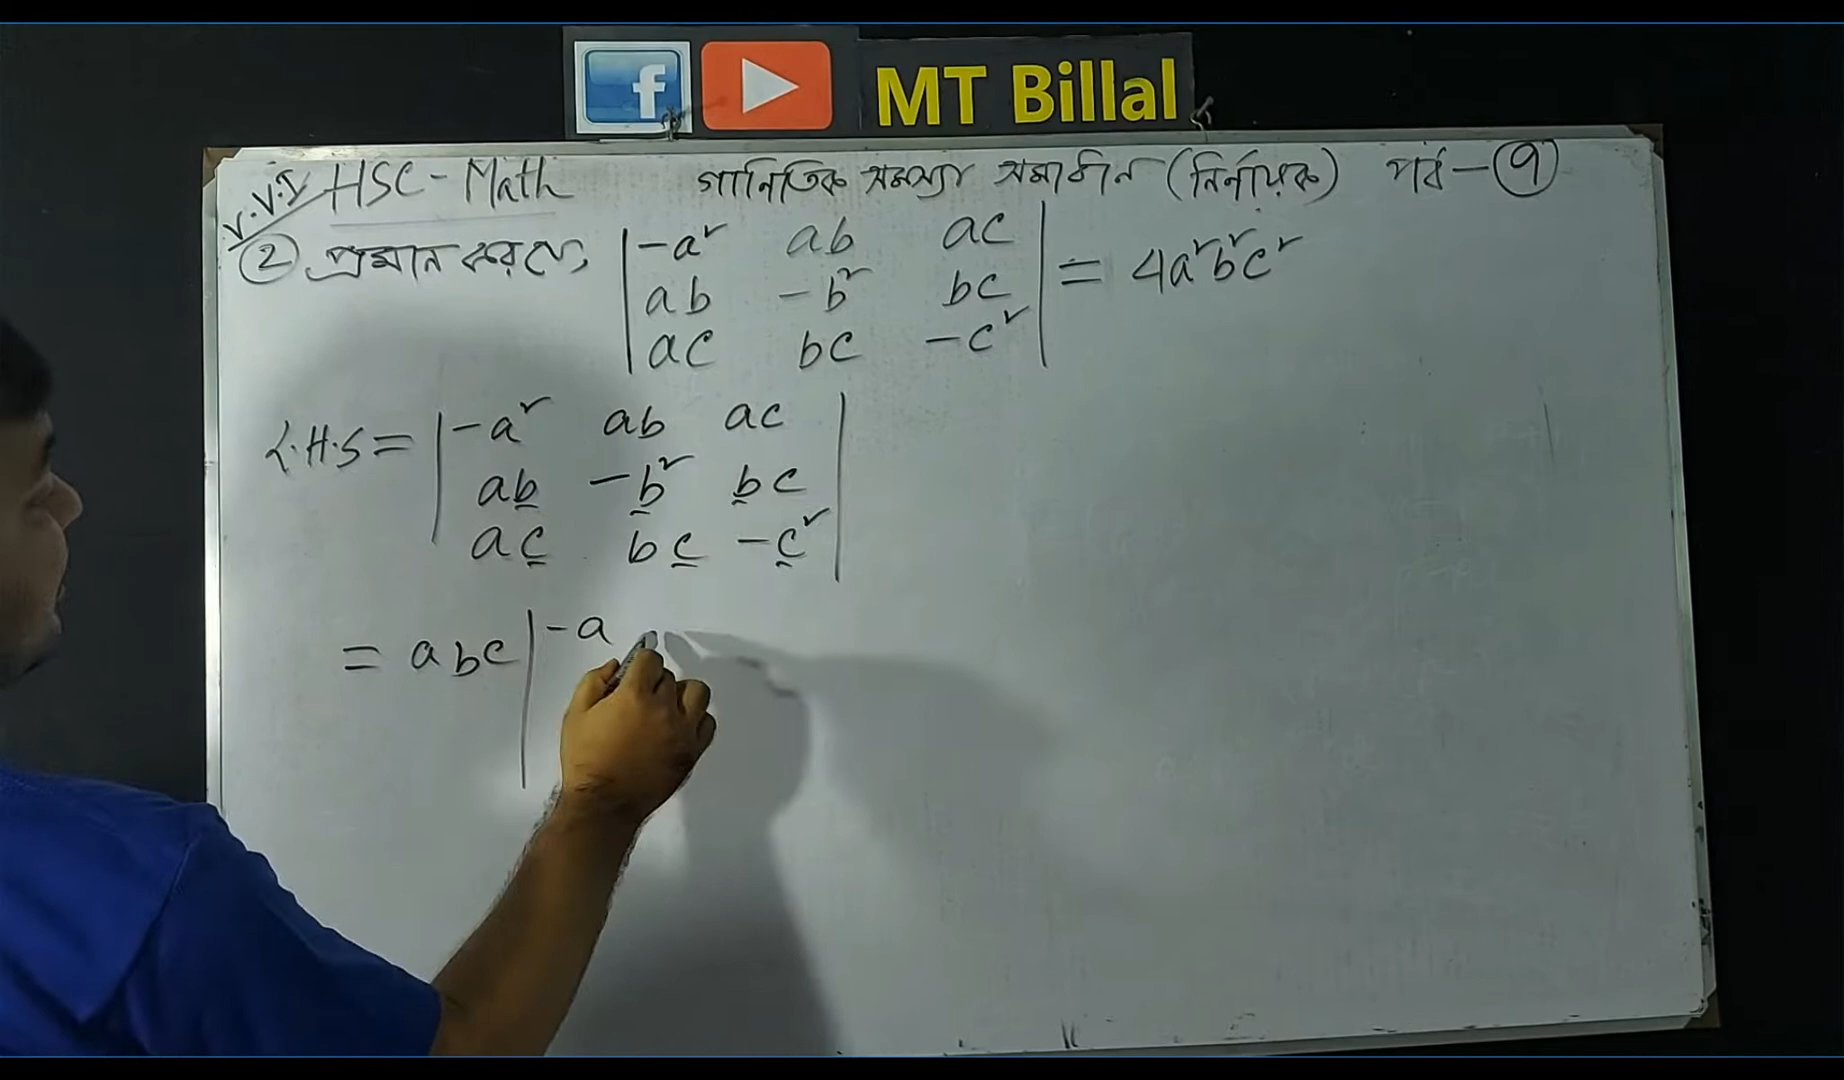 f MT Billal
V.V.I HSC-Math গানিতিক সমস্যা সমাধান (নির্নায়ক) পর্ব-৭
② প্রমান কর যে, | -a² ab ac | = 4a²b²c²
| ab -b² bc |
| ac bc -c² |
L.H.S = | -a² ab ac |
| ab -b² bc |
| ac bc -c² |
= abc | -a